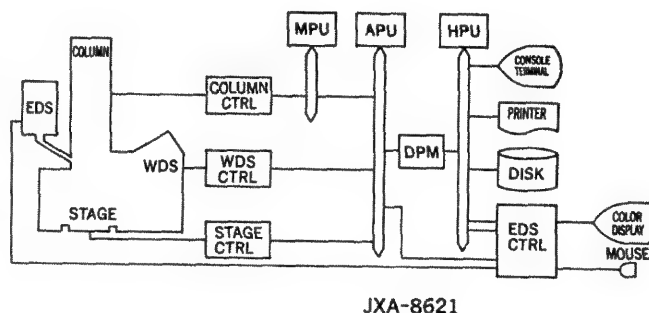 MPU
APU
HPU
COLUMN
CONSOLE
TERMINAL
EDS
COLUMN
CTRL
PRINTER
DPM
WDS
WDS
CTRL
DISK
STAGE
STAGE
CTRL
EDS
CTRL
COLOR
DISPLAY
MOUSE
JXA-8621